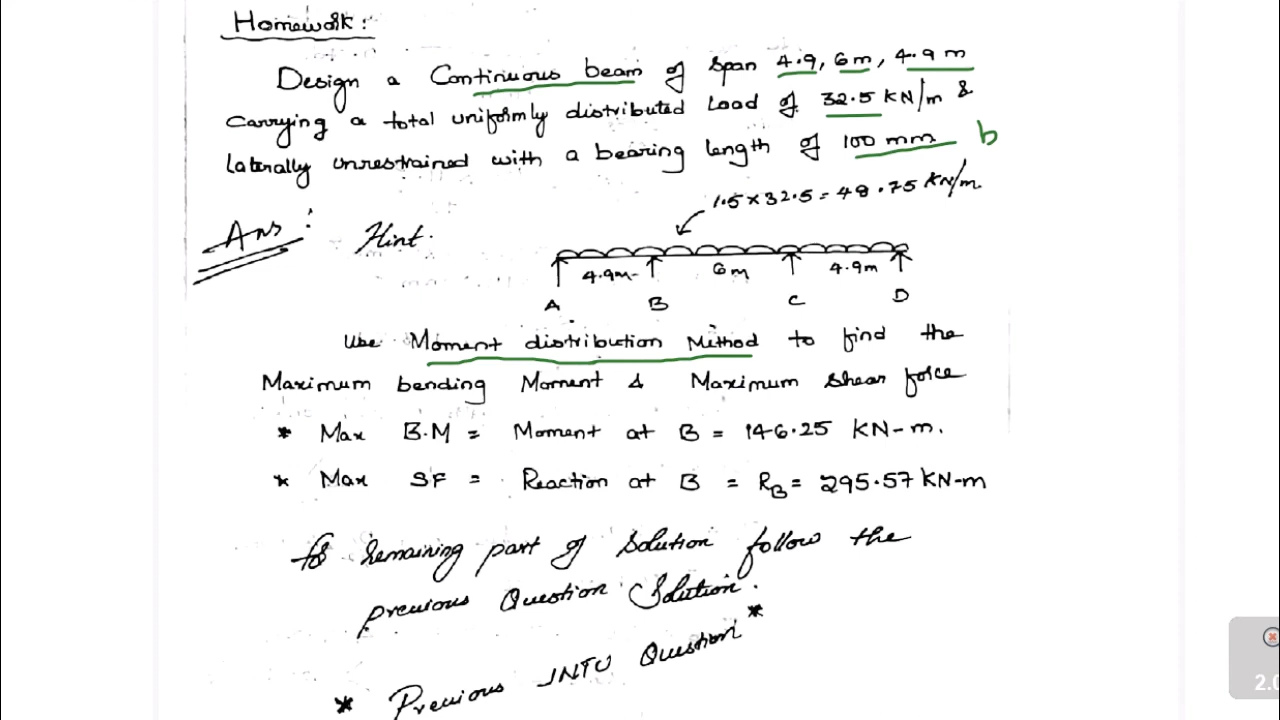 Homework:
Design a Continuous beam of span 4.9, 6m, 4.9 m
Carrying a total uniformly distributed Load of 32.5 KN/m &
laterally unrestrained with a bearing length of 100 mm b
1.5 x 32.5 = 48.75 KN/m
Ans: Hint:
4.9m 6m 4.9m
A B C D
Use Moment distribution Method to find the
Maximum bending Moment & Maximum shear force
* Max B.M = Moment at B = 146.25 KN-m.
* Max SF = Reaction at B = RB = 295.57 KN-m
for remaining part of Solution follow the
previous Question Solution.
* Previous JNTU Question *
2.0